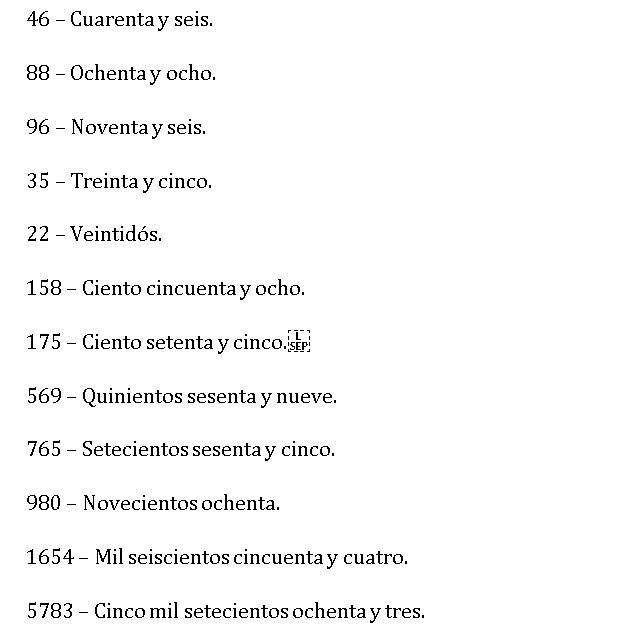 46 – Cuarenta y seis.
88 – Ochenta y ocho.
96 – Noventa y seis.
35 – Treinta y cinco.
22 – Veintidós.
158 – Ciento cincuenta y ocho.
175 – Ciento setenta y cinco.
569 – Quinientos sesenta y nueve.
765 – Setecientos sesenta y cinco.
980 – Novecientos ochenta.
1654 – Mil seiscientos cincuenta y cuatro.
5783 – Cinco mil setecientos ochenta y tres.